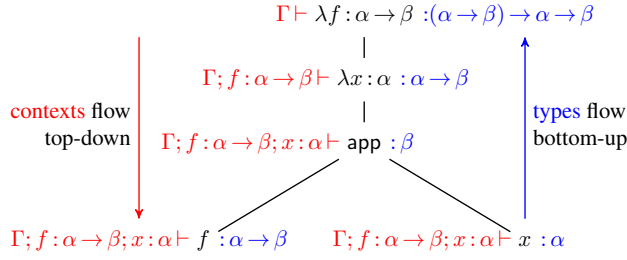 Γ ⊢ λf : α → β : (α → β) → α → β
Γ; f : α → β ⊢ λx : α : α → β
contexts flow
top-down
types flow
bottom-up
Γ; f : α → β; x : α ⊢ app : β
Γ; f : α → β; x : α ⊢ f : α → β
Γ; f : α → β; x : α ⊢ x : α